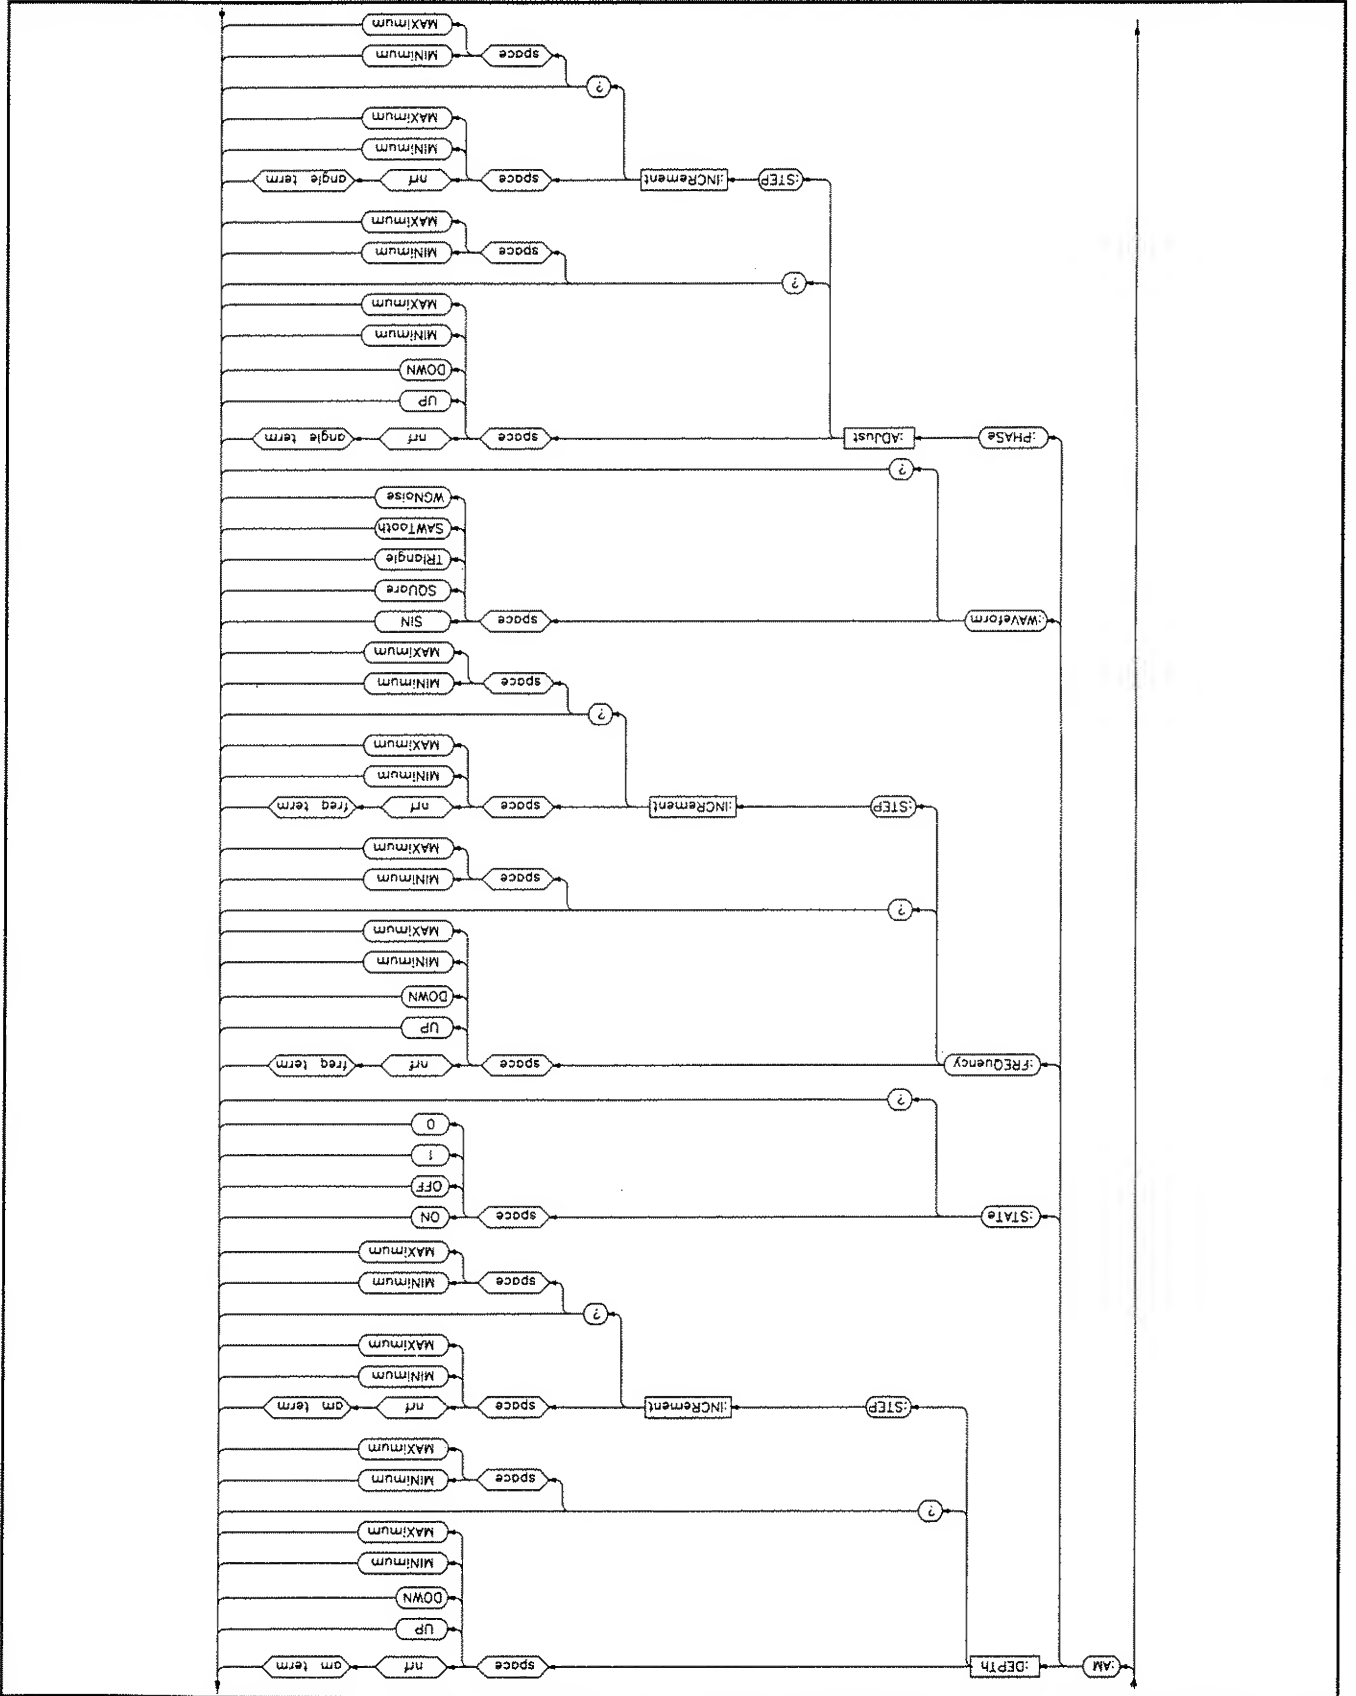 :AM :DEPTh space nrf am term
UP
DOWN
MINimum
MAXimum
?
space MINimum
MAXimum
:STEP :INCRement space nrf am term
MINimum
MAXimum
?
space MINimum
MAXimum
:STATe space ON
OFF
1
0
?
:FREQuency space nrf freq term
UP
DOWN
MINimum
MAXimum
?
space MINimum
MAXimum
:STEP :INCRement space nrf freq term
MINimum
MAXimum
?
space MINimum
MAXimum
:WAVeform space SIN
SQUare
TRIangle
SAWTooth
WGNoise
?
:PHASe :ADJust space nrf angle term
UP
DOWN
MINimum
MAXimum
?
space MINimum
MAXimum
:STEP :INCRement space nrf angle term
MINimum
MAXimum
?
space MINimum
MAXimum